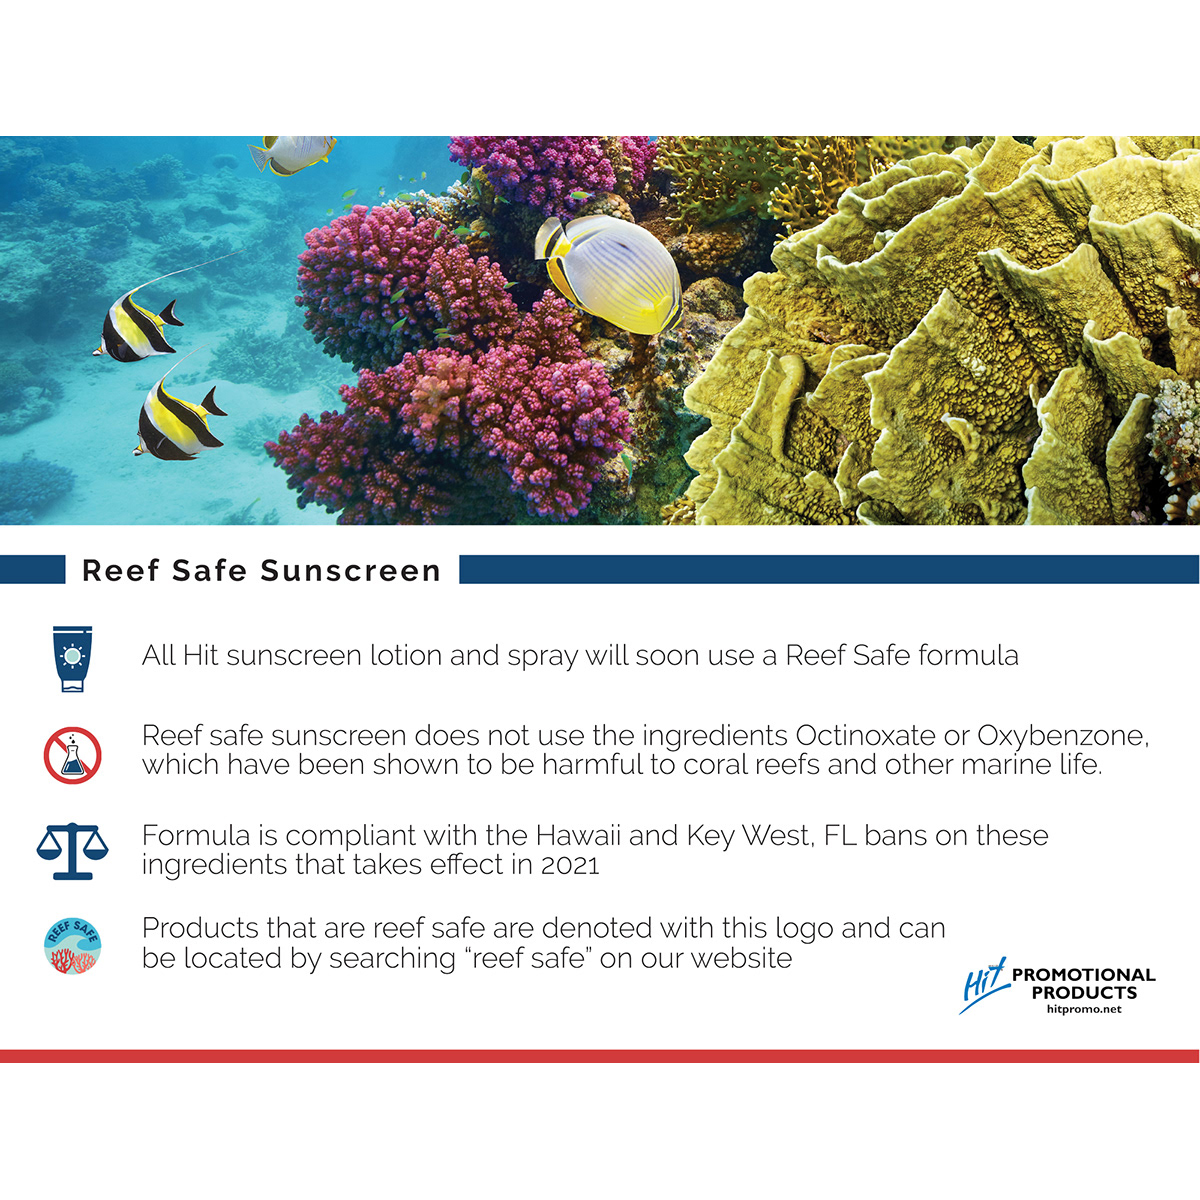 Reef Safe Sunscreen
All Hit sunscreen lotion and spray will soon use a Reef Safe formula
Reef safe sunscreen does not use the ingredients Octinoxate or Oxybenzone,
which have been shown to be harmful to coral reefs and other marine life.
Formula is compliant with the Hawaii and Key West, FL bans on these
ingredients that takes effect in 2021
REEF SAFE
Products that are reef safe are denoted with this logo and can
be located by searching “reef safe” on our website
Hit PROMOTIONAL
PRODUCTS
hitpromo.net